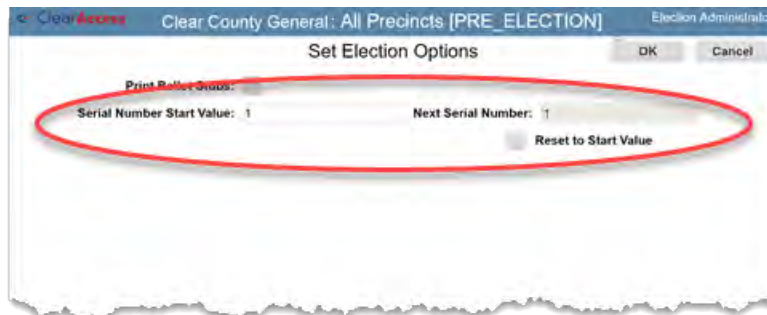 ClearAccess Clear County General: All Precincts [PRE_ELECTION] Election Administrator
Set Election Options OK Cancel
Print Ballot Stubs:
Serial Number Start Value: 1 Next Serial Number: 1
Reset to Start Value